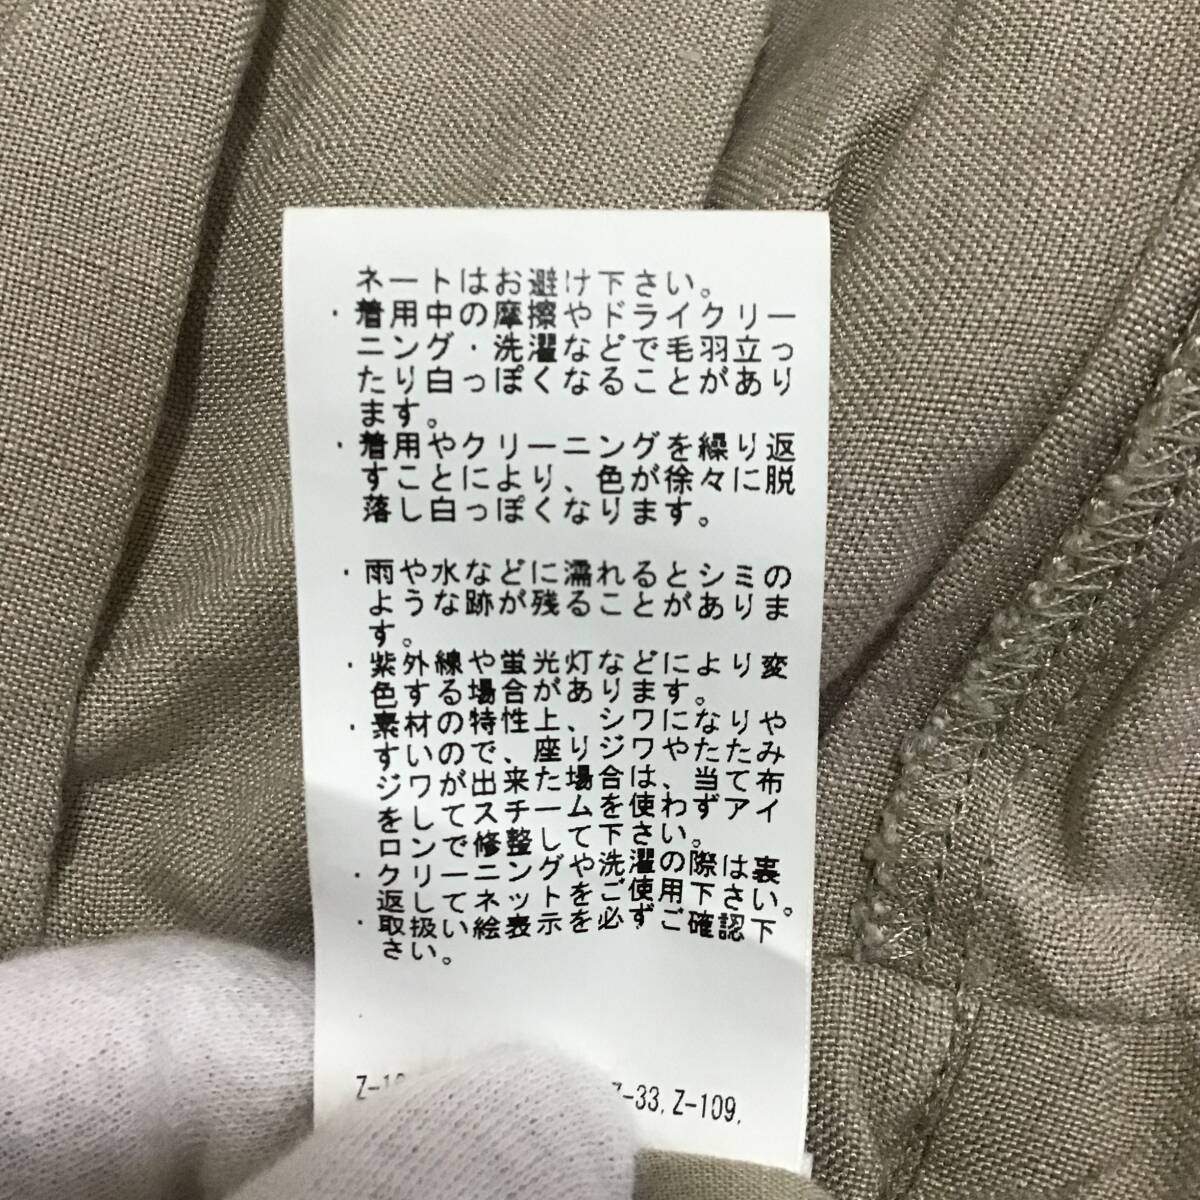 ネートはお避け下さい。
・着用中の摩擦やドライクリー
ニング・洗濯などで毛羽立っ
たり白っぽくなることがあり
ます。
・着用やクリーニングを繰り返
すことにより、色が徐々に脱
落し白っぽくなります。
・雨や水などに濡れるとシミの
ような跡が残ることがありま
す。
・紫外線や蛍光灯などにより変
色する場合があります。
・素材の特性上、シワになりや
すいので、座りジワやたたみ
ジワが出来た場合は、当て布
をしてスチームを使わずアイ
ロンで修整して下さい。
・クリーニングや洗濯の際は裏
返してネットをご使用下さい。
・取扱い絵表示を必ずご確認下
さい。
Z-33, Z-109,